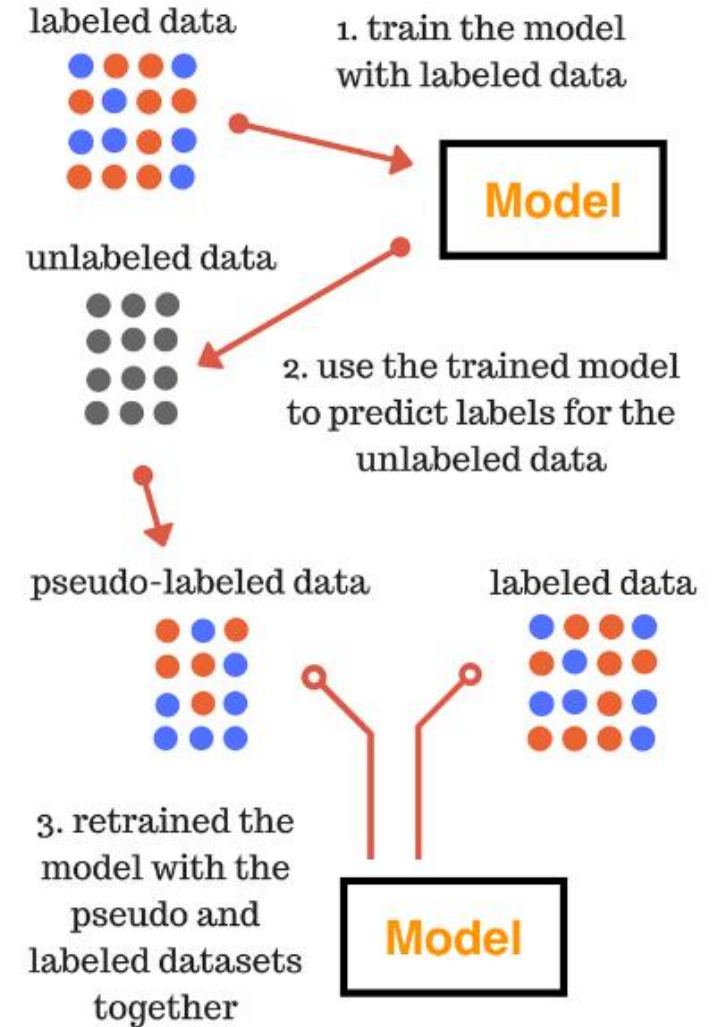 labeled data
1. train the model
with labeled data
Model
unlabeled data
2. use the trained model
to predict labels for the
unlabeled data
pseudo-labeled data
labeled data
3. retrained the
model with the
pseudo and
labeled datasets
together
Model